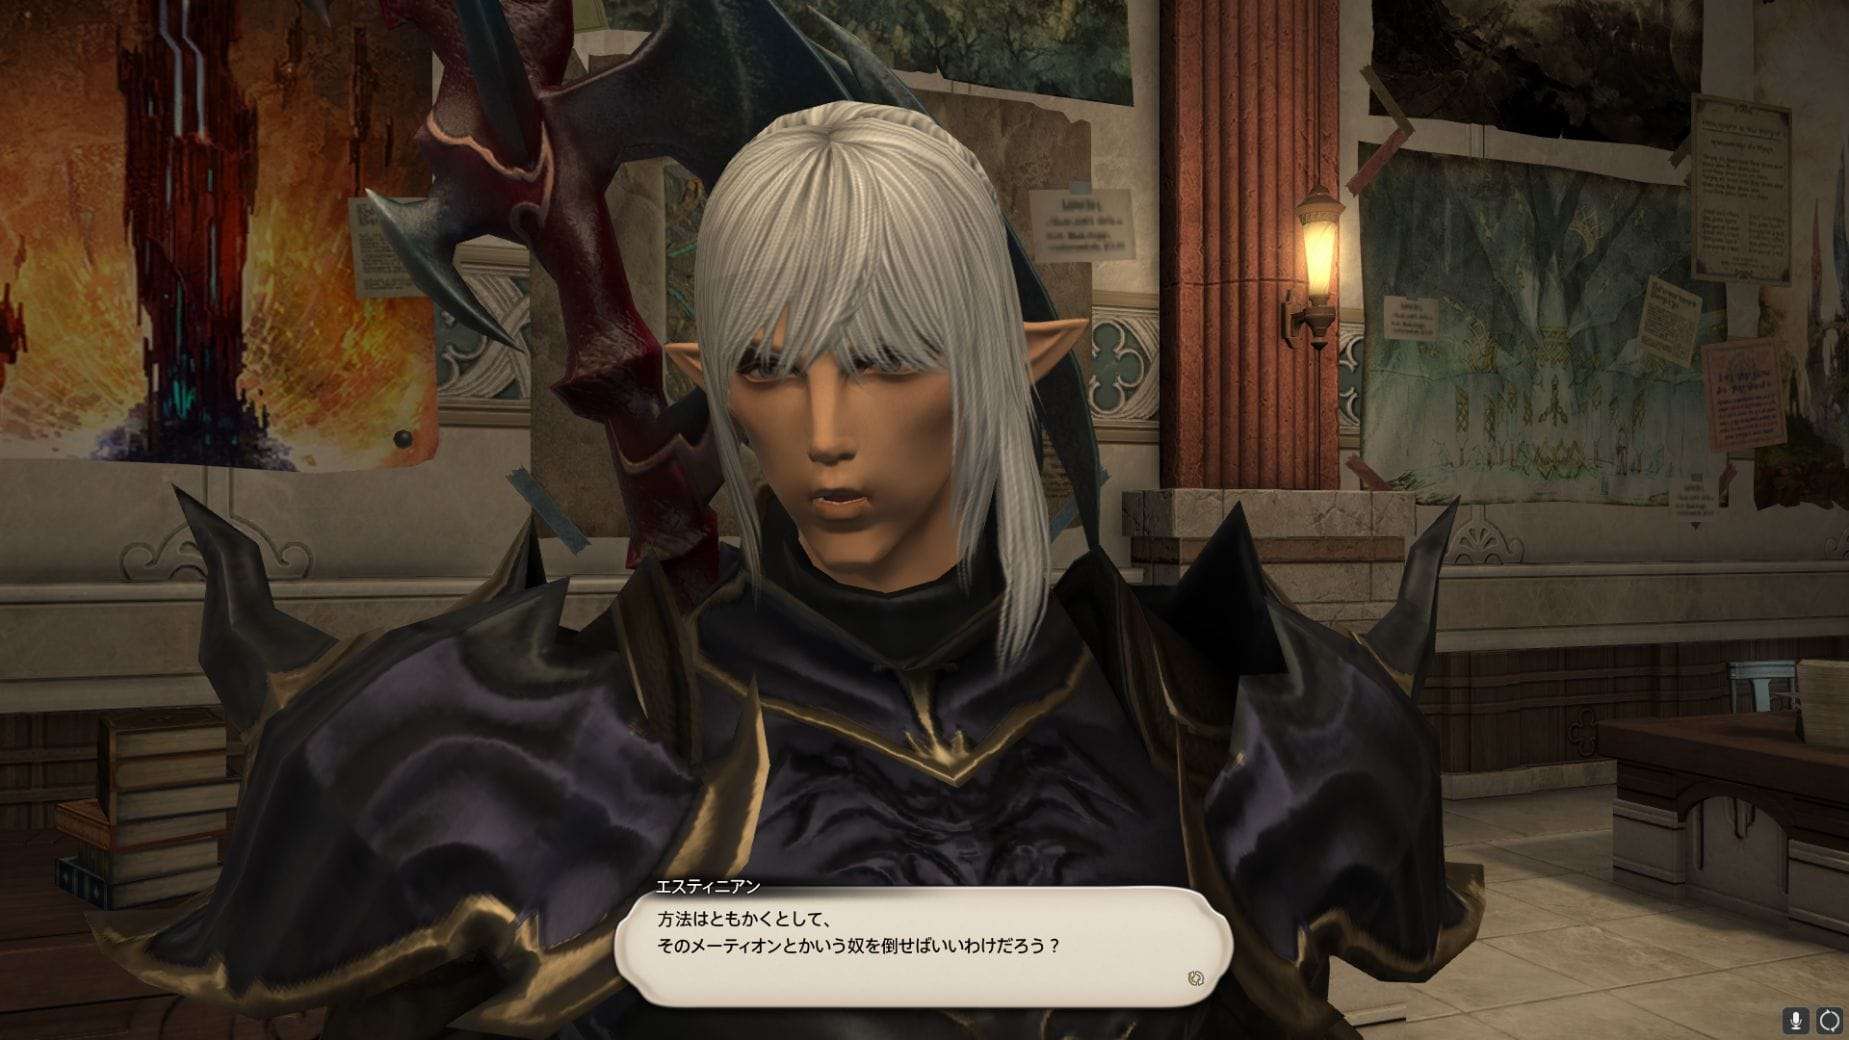 エスティニアン
方法はともかくとして、
そのメーティオンとかいう奴を倒せばいいわけだろう？